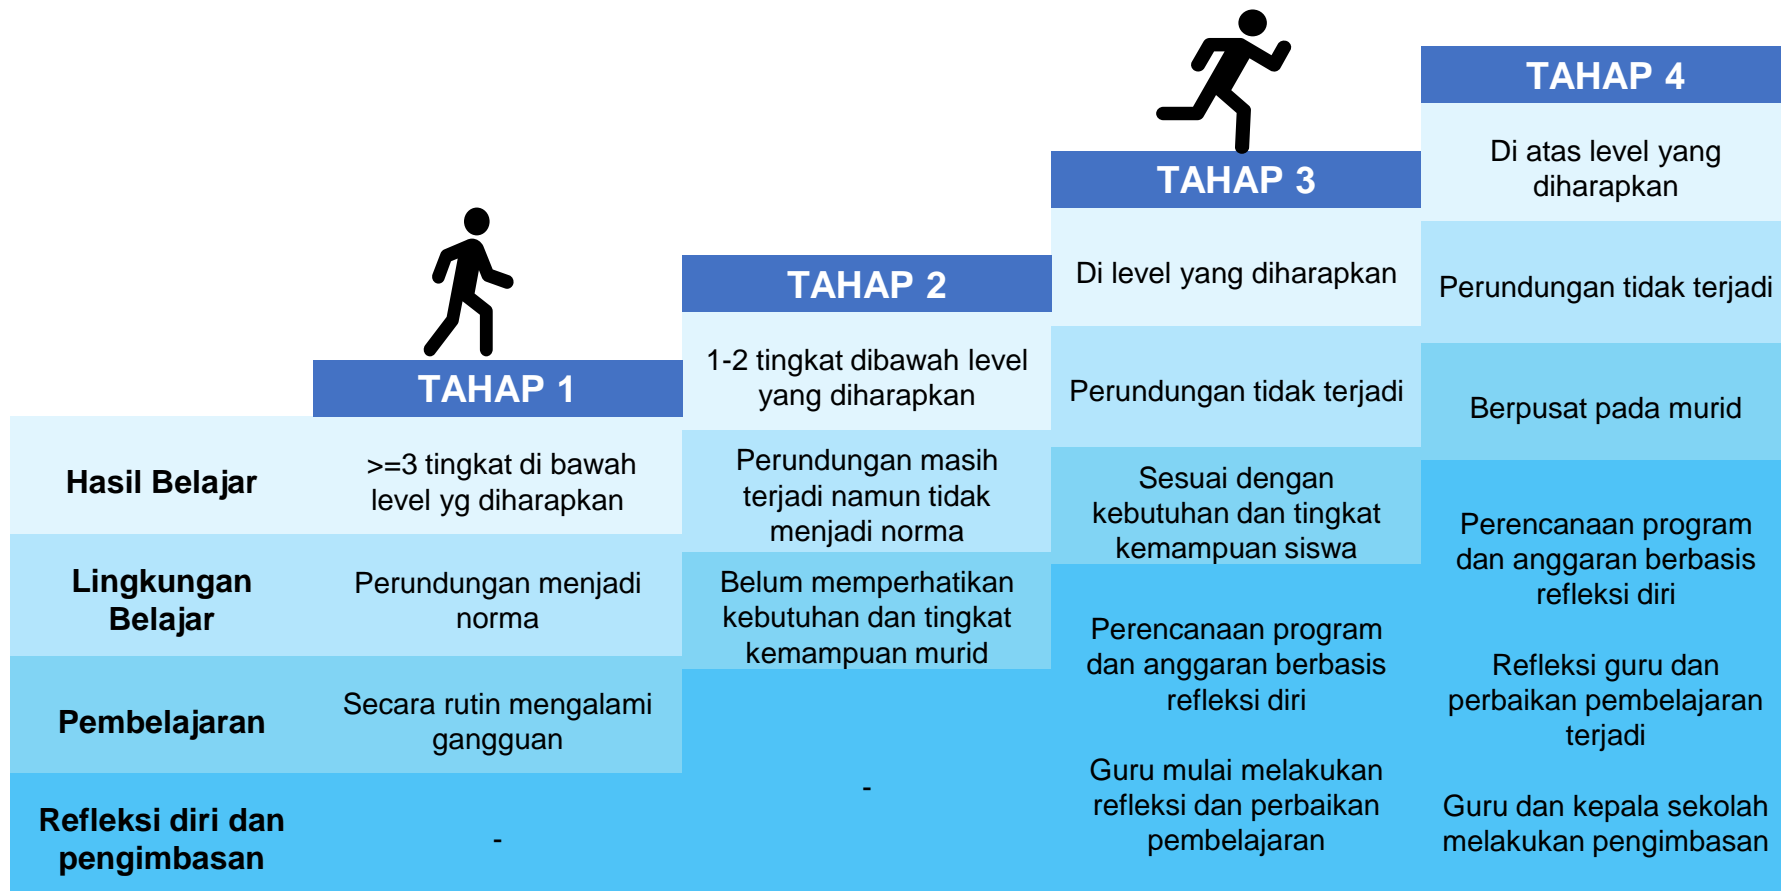 TAHAP 1
TAHAP 2
TAHAP 3
TAHAP 4
Hasil Belajar
>=3 tingkat di bawah
level yg diharapkan
1-2 tingkat dibawah level
yang diharapkan
Di level yang diharapkan
Di atas level yang
diharapkan
Lingkungan
Belajar
Perundungan menjadi
norma
Perundungan masih
terjadi namun tidak
menjadi norma
Perundungan tidak terjadi
Perundungan tidak terjadi
Pembelajaran
Secara rutin mengalami
gangguan
Belum memperhatikan
kebutuhan dan tingkat
kemampuan murid
Sesuai dengan
kebutuhan dan tingkat
kemampuan siswa
Berpusat pada murid
Refleksi diri dan
pengimbasan
-
-
Perencanaan program
dan anggaran berbasis
refleksi diri
Guru mulai melakukan
refleksi dan perbaikan
pembelajaran
Perencanaan program
dan anggaran berbasis
refleksi diri
Refleksi guru dan
perbaikan pembelajaran
terjadi
Guru dan kepala sekolah
melakukan pengimbasan